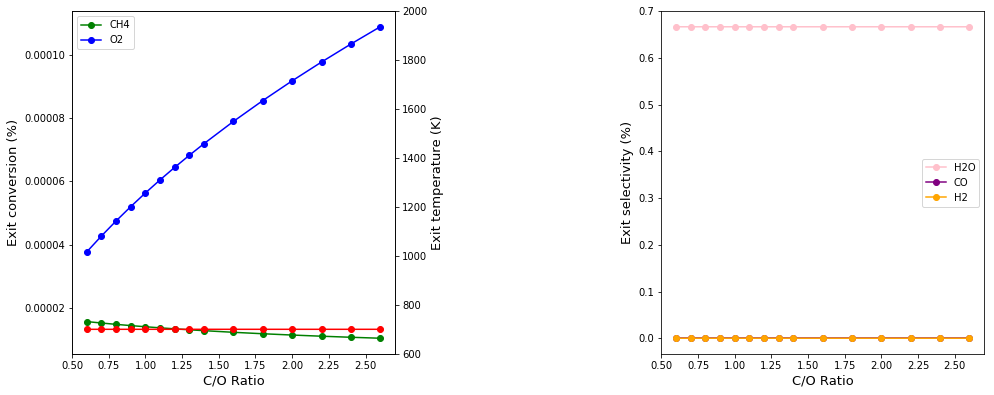 CH4
O2
0.00010
0.00008
0.00006
0.00004
0.00002
Exit conversion (%)
2000
1800
1600
1400
1200
1000
800
600
Exit temperature (K)
0.50 0.75 1.00 1.25 1.50 1.75 2.00 2.25 2.50
C/O Ratio
0.7
0.6
0.5
0.4
0.3
0.2
0.1
0.0
Exit selectivity (%)
H2O
CO
H2
0.50 0.75 1.00 1.25 1.50 1.75 2.00 2.25 2.50
C/O Ratio